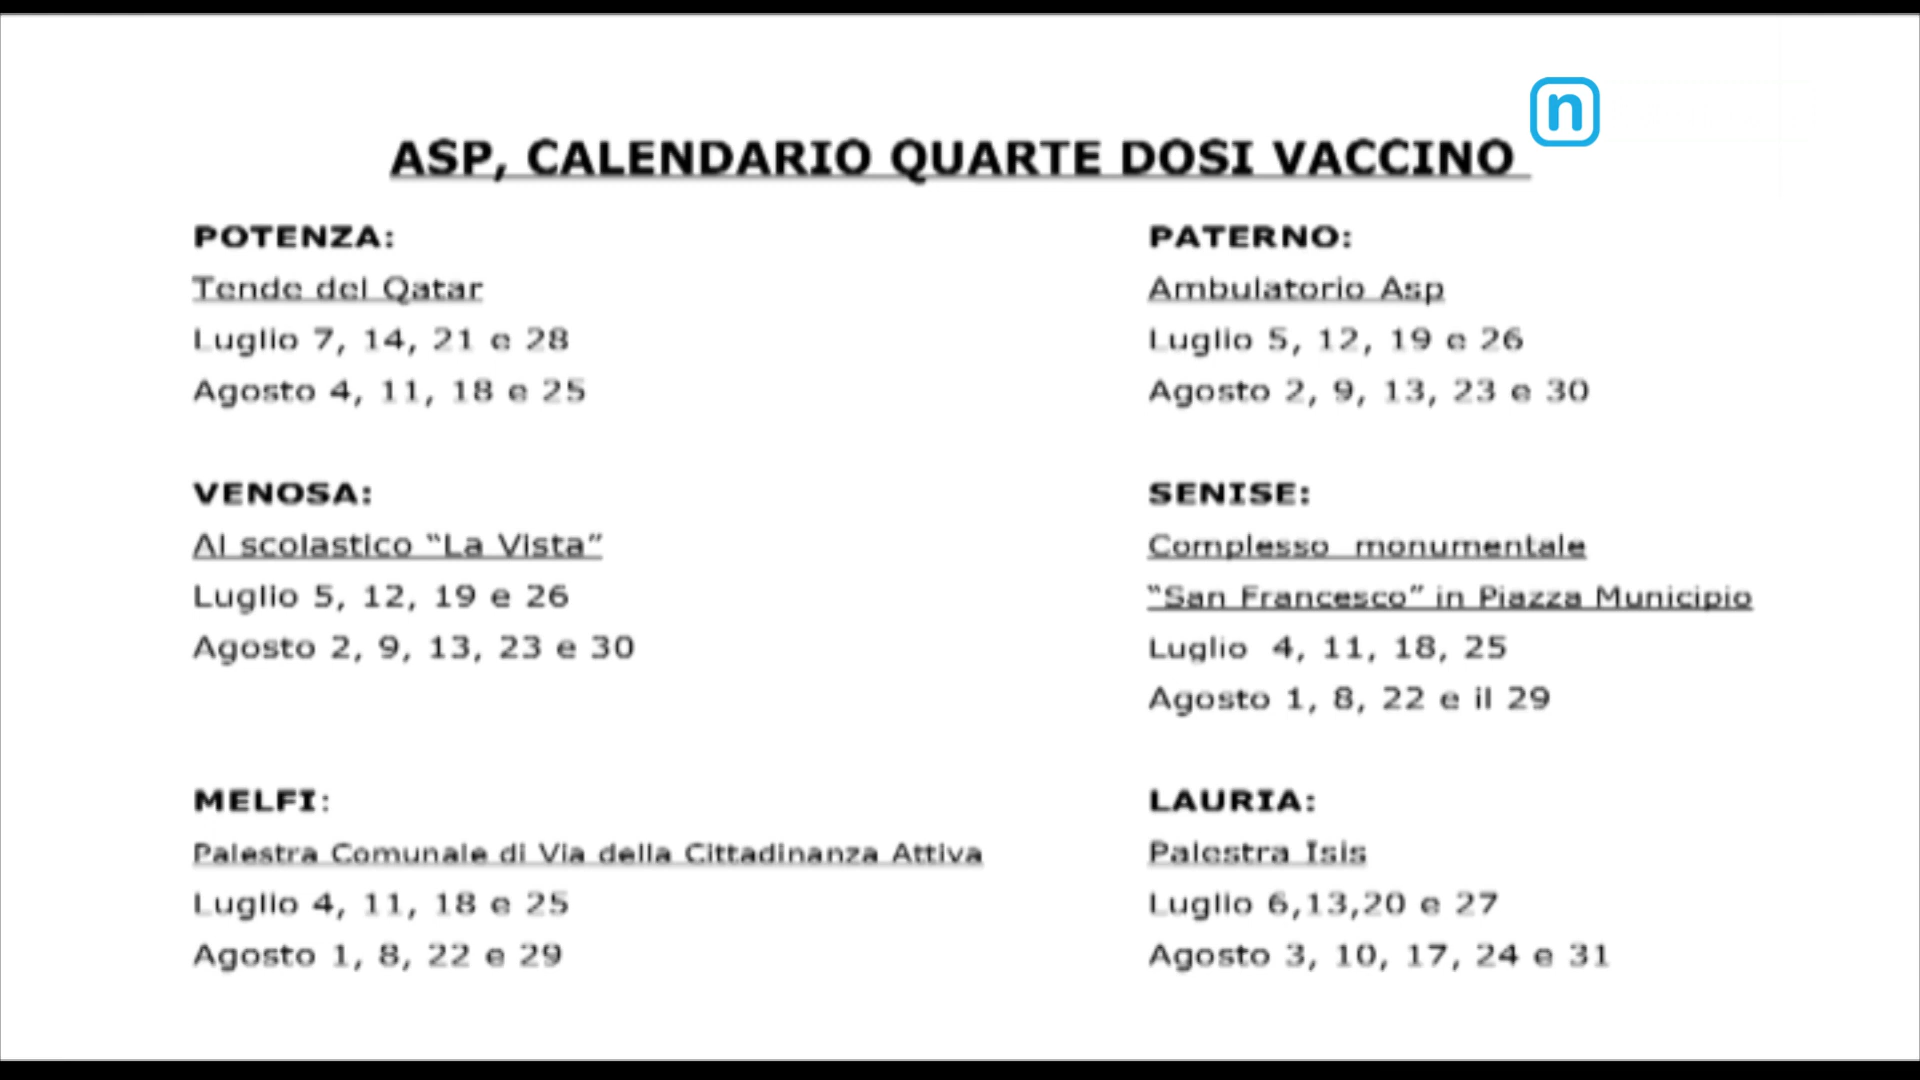 n
ASP, CALENDARIO QUARTE DOSI VACCINO
POTENZA:
Tende del Qatar
Luglio 7, 14, 21 e 28
Agosto 4, 11, 18 e 25
VENOSA:
Al scolastico “La Vista”
Luglio 5, 12, 19 e 26
Agosto 2, 9, 13, 23 e 30
MELFI:
Palestra Comunale di Via della Cittadinanza Attiva
Luglio 4, 11, 18 e 25
Agosto 1, 8, 22 e 29
PATERNO:
Ambulatorio Asp
Luglio 5, 12, 19 e 26
Agosto 2, 9, 13, 23 e 30
SENISE:
Complesso monumentale
“San Francesco” in Piazza Municipio
Luglio 4, 11, 18, 25
Agosto 1, 8, 22 e il 29
LAURIA:
Palestra Isis
Luglio 6,13,20 e 27
Agosto 3, 10, 17, 24 e 31